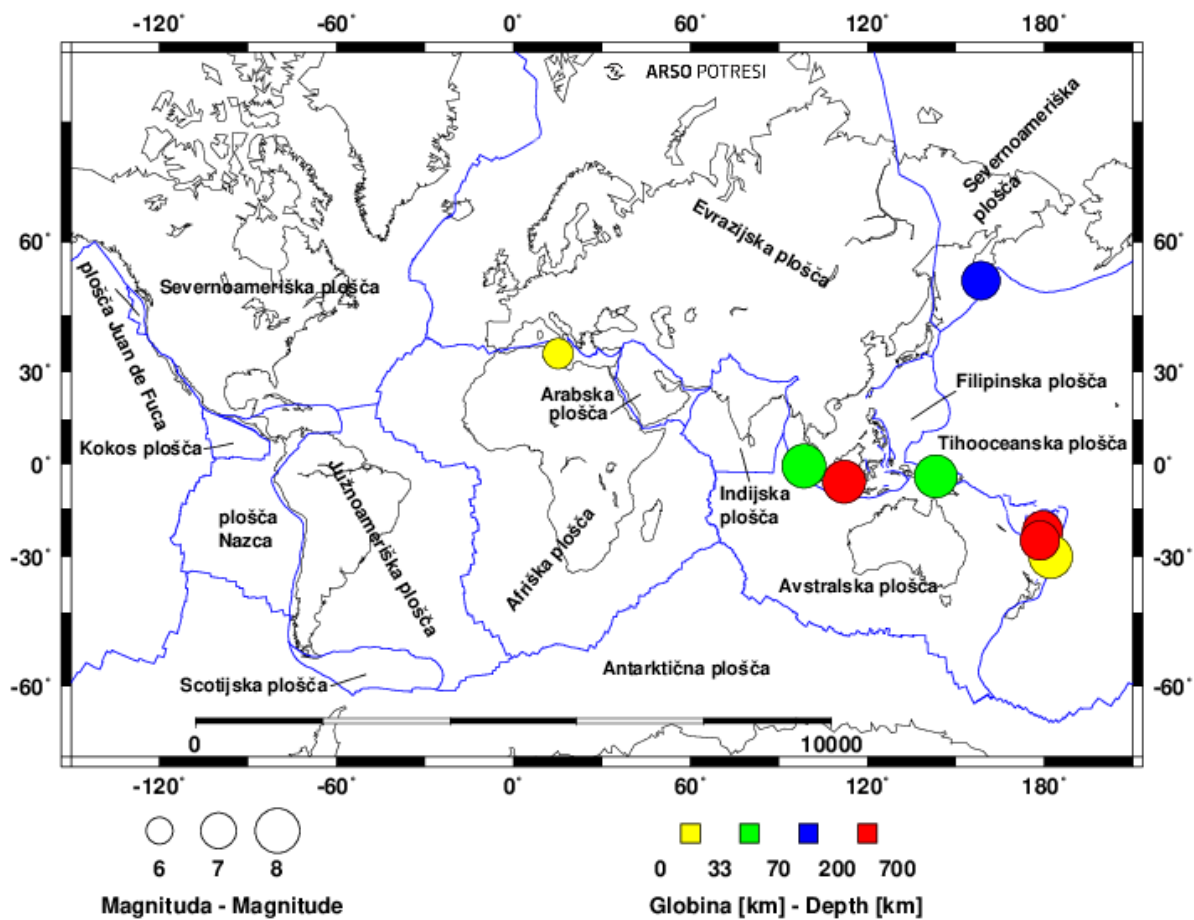 -120° -60° 0° 60° 120° 180°
ARSO POTRESI
Severnoameriška
plošča
Evrazijska plošča
60° 60°
plošča Juan de Fuca
Severnoameriška plošča
30° 30°
Arabska
plošča
Filipinska plošča
Kokos plošča
Tihooceanska plošča
0° 0°
Južnoameriška plošča
Indijska
plošča
plošča
Nazca
Afriška plošča
-30° -30°
Avstralska plošča
Antarktična plošča
Scotijska plošča
-60° -60°
0 10000
-120° -60° 0° 60° 120° 180°
6 7 8
0 33 70 200 700
Magnituda - Magnitude
Globina [km] - Depth [km]